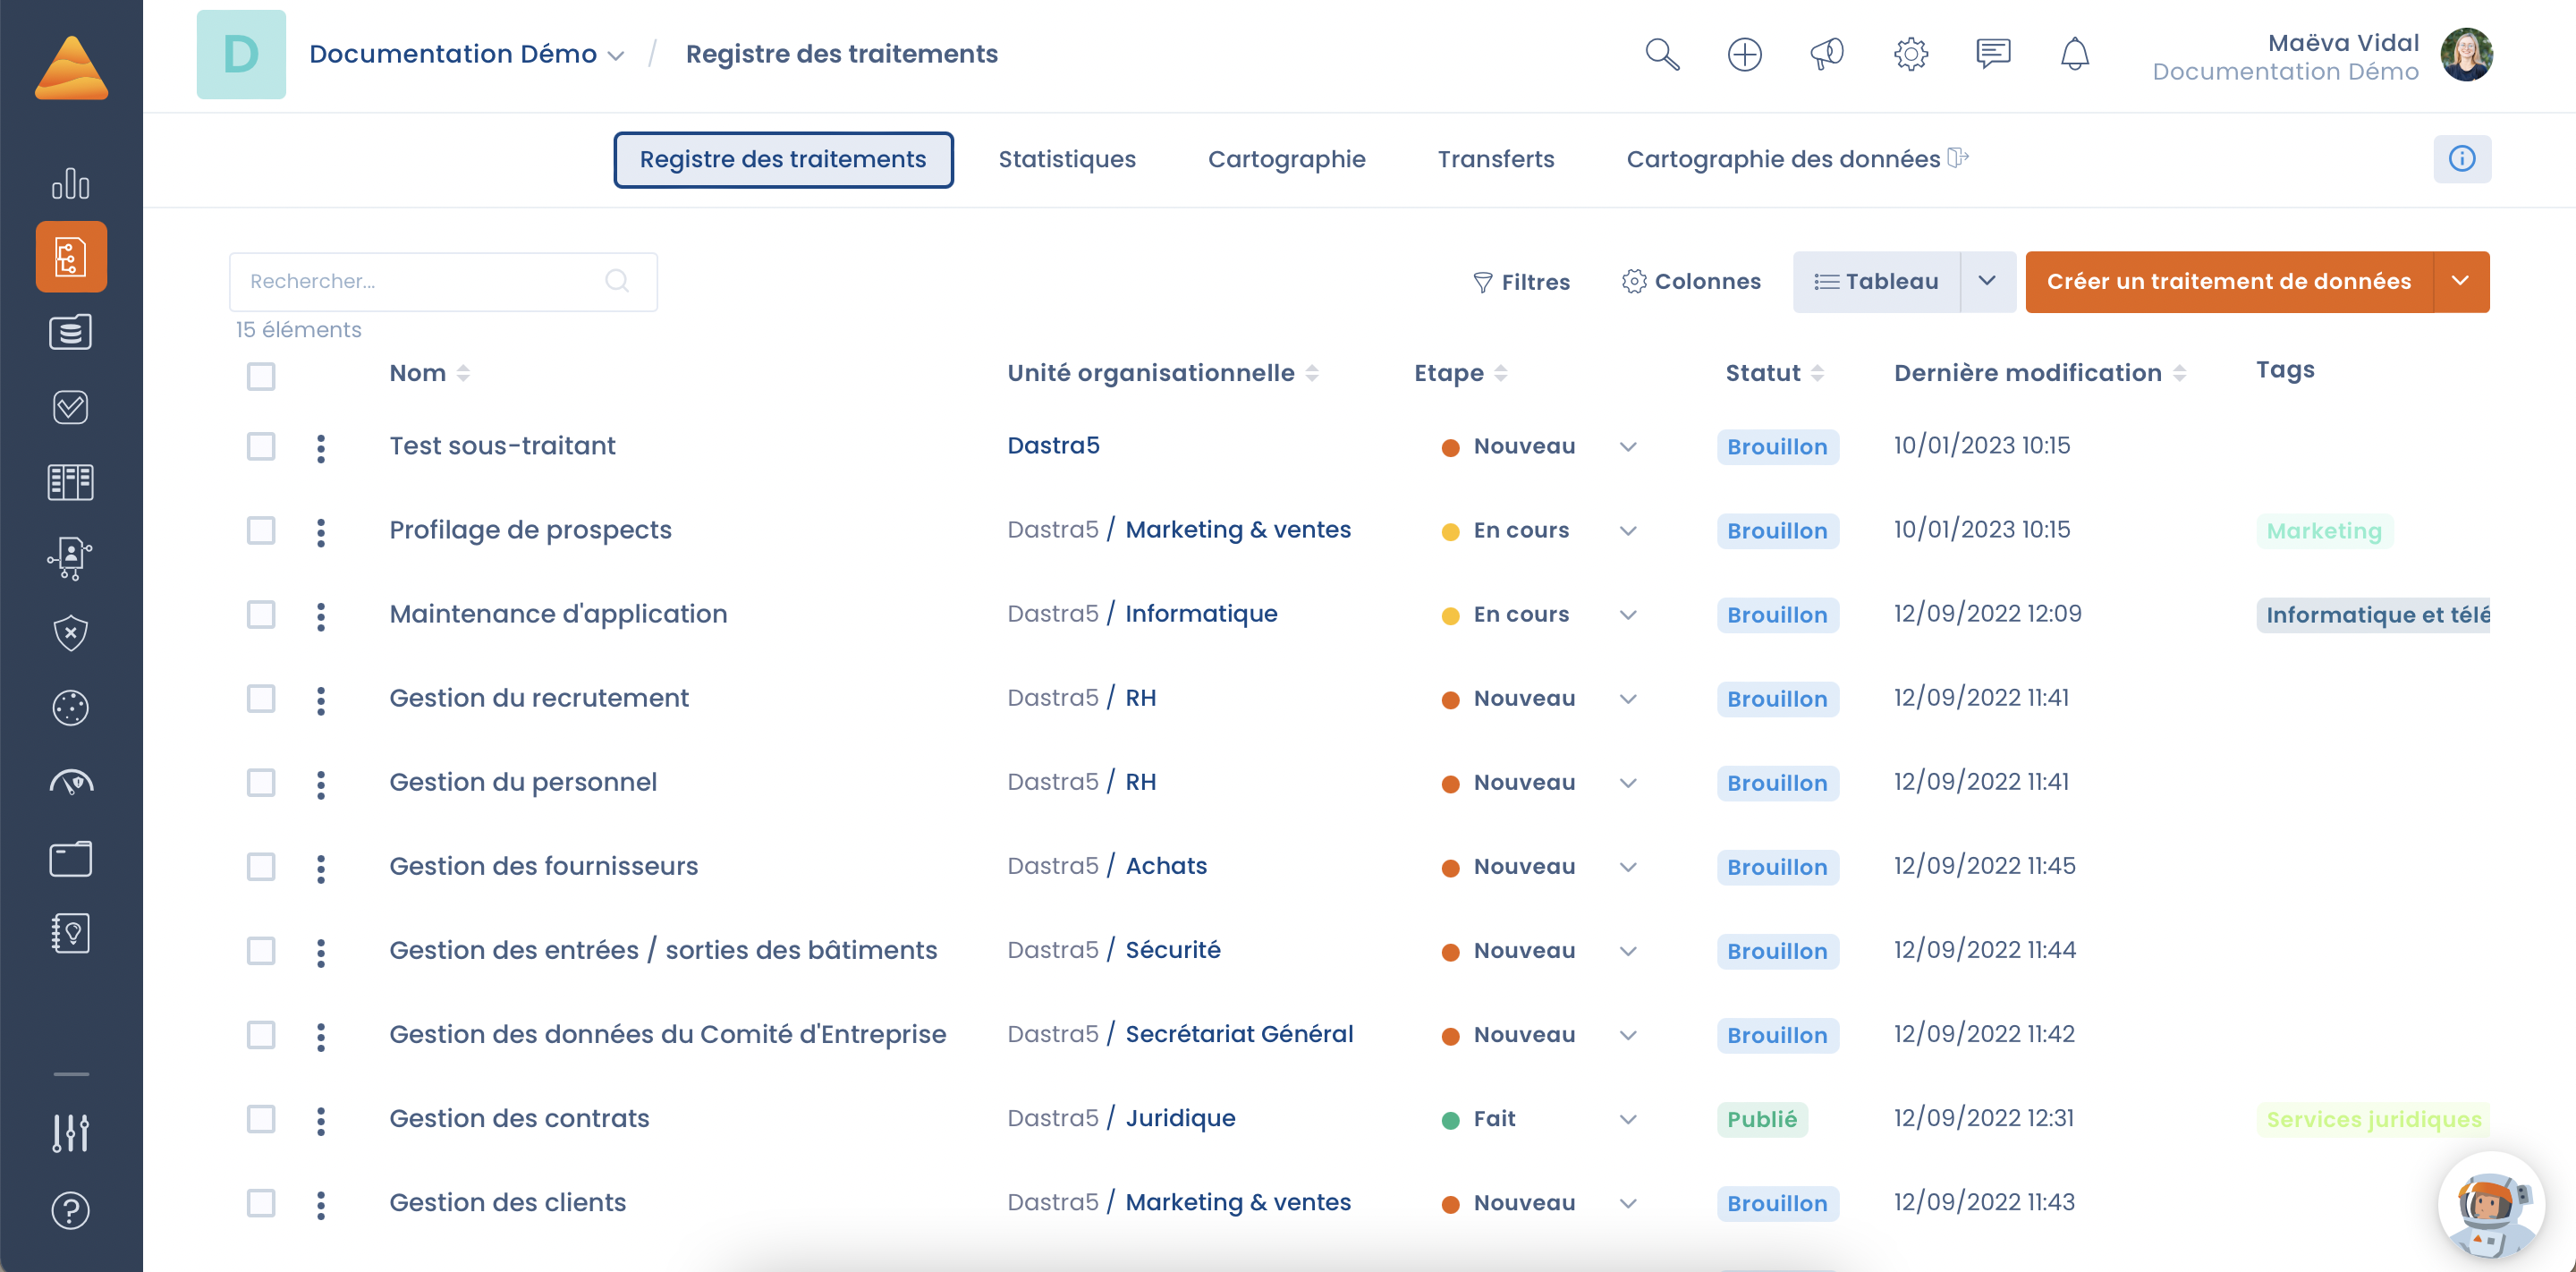 D
Documentation Démo / Registre des traitements
Maëva Vidal
Documentation Démo
Registre des traitements Statistiques Cartographie Transferts Cartographie des données
Rechercher...
Filtres Colonnes Tableau Créer un traitement de données
15 éléments
Nom Unité organisationnelle Etape Statut Dernière modification Tags
Test sous-traitant Dastra5 Nouveau Brouillon 10/01/2023 10:15
Profilage de prospects Dastra5 / Marketing & ventes En cours Brouillon 10/01/2023 10:15 Marketing
Maintenance d'application Dastra5 / Informatique En cours Brouillon 12/09/2022 12:09 Informatique et télé
Gestion du recrutement Dastra5 / RH Nouveau Brouillon 12/09/2022 11:41
Gestion du personnel Dastra5 / RH Nouveau Brouillon 12/09/2022 11:41
Gestion des fournisseurs Dastra5 / Achats Nouveau Brouillon 12/09/2022 11:45
Gestion des entrées / sorties des bâtiments Dastra5 / Sécurité Nouveau Brouillon 12/09/2022 11:44
Gestion des données du Comité d'Entreprise Dastra5 / Secrétariat Général Nouveau Brouillon 12/09/2022 11:42
Gestion des contrats Dastra5 / Juridique Fait Publié 12/09/2022 12:31 Services juridiques
Gestion des clients Dastra5 / Marketing & ventes Nouveau Brouillon 12/09/2022 11:43